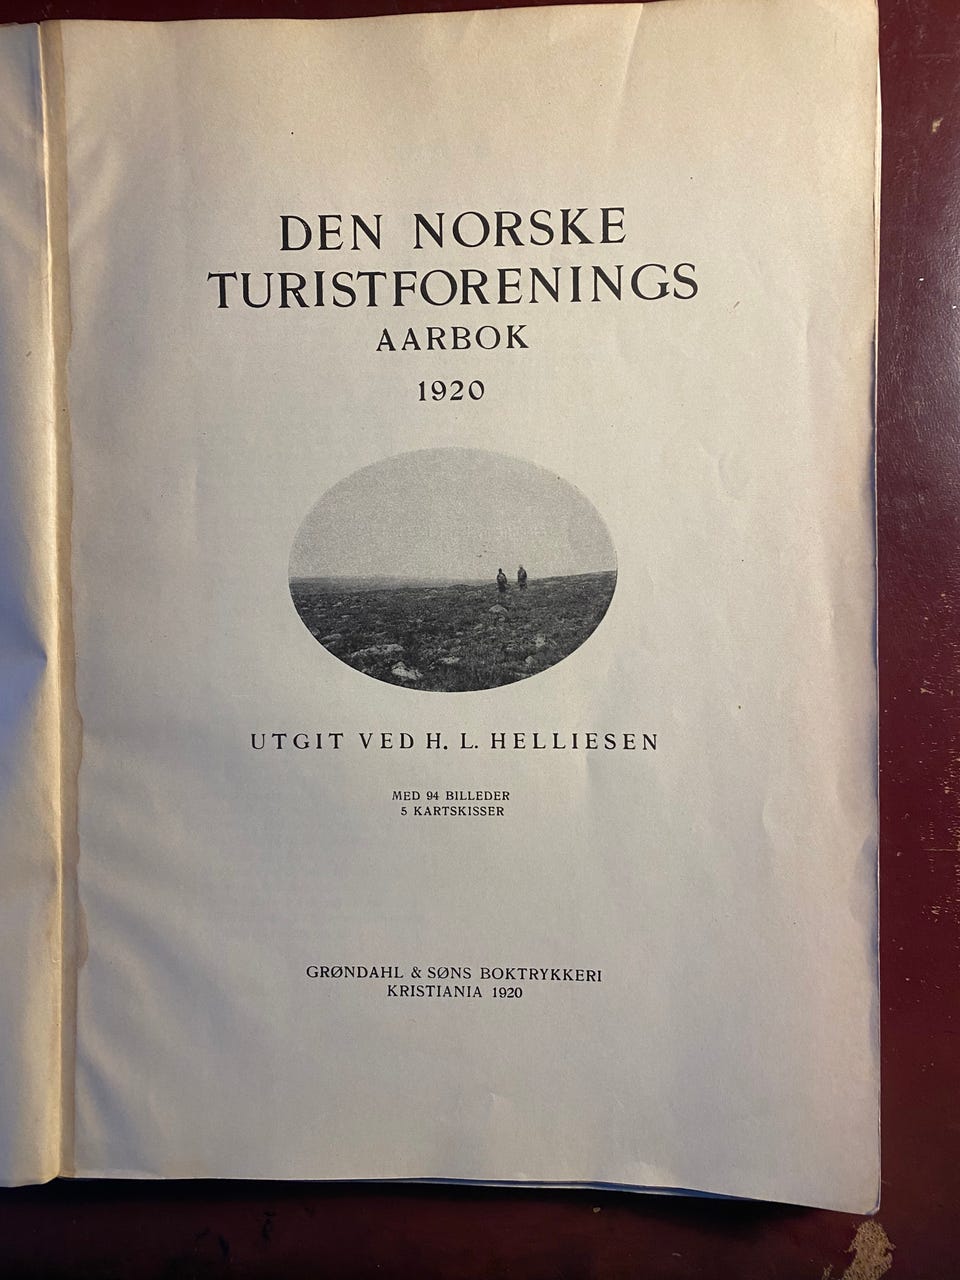 DEN NORSKE
TURISTFORENINGS
AARBOK
1920
UTGIT VED H. L. HELLIESEN
MED 94 BILLEDER
5 KARTSKISSER
GRØNDAHL & SØNS BOKTRYKKERI
KRISTIANIA 1920